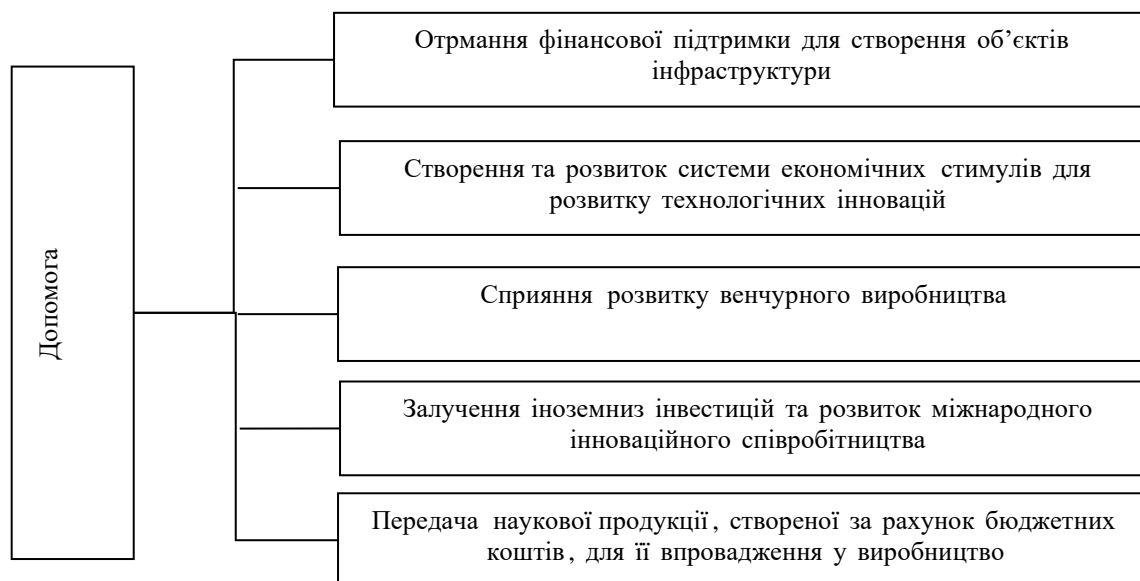 Допомога
Отрмання фінансової підтримки для створення об’єктів
інфраструктури
Створення та розвиток системи економічних стимулів для
розвитку технологічних інновацій
Сприяння розвитку венчурного виробництва
Залучення іноземниз інвестицій та розвиток міжнародного
інноваційного співробітництва
Передача наукової продукції, створеної за рахунок бюджетних
коштів, для її впровадження у виробництво